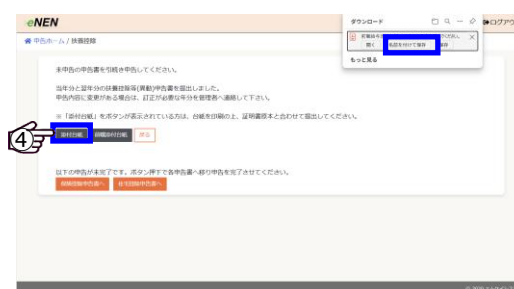 eNEN
ダウンロード
ログアウ
申告ホーム / 扶養控除
開く
名前を付けて保存
保存
もっと見る
未申告の申告書を引続き申告してください。
当年分と翌年分の扶養控除等(異動)申告書を提出しました。
申告内容に変更がある場合は、訂正が必要な年分を管理者へ連絡して下さい。
※「添付台紙」をボタンが表示されている方は、台紙を印刷の上、証明書原本と合わせて提出してください。
④
添付台紙
戻る
以下の申告が未完了です。ボタン押下で各申告書へ移り申告を完了させてください。
保険控除申告書へ
住宅控除申告書へ